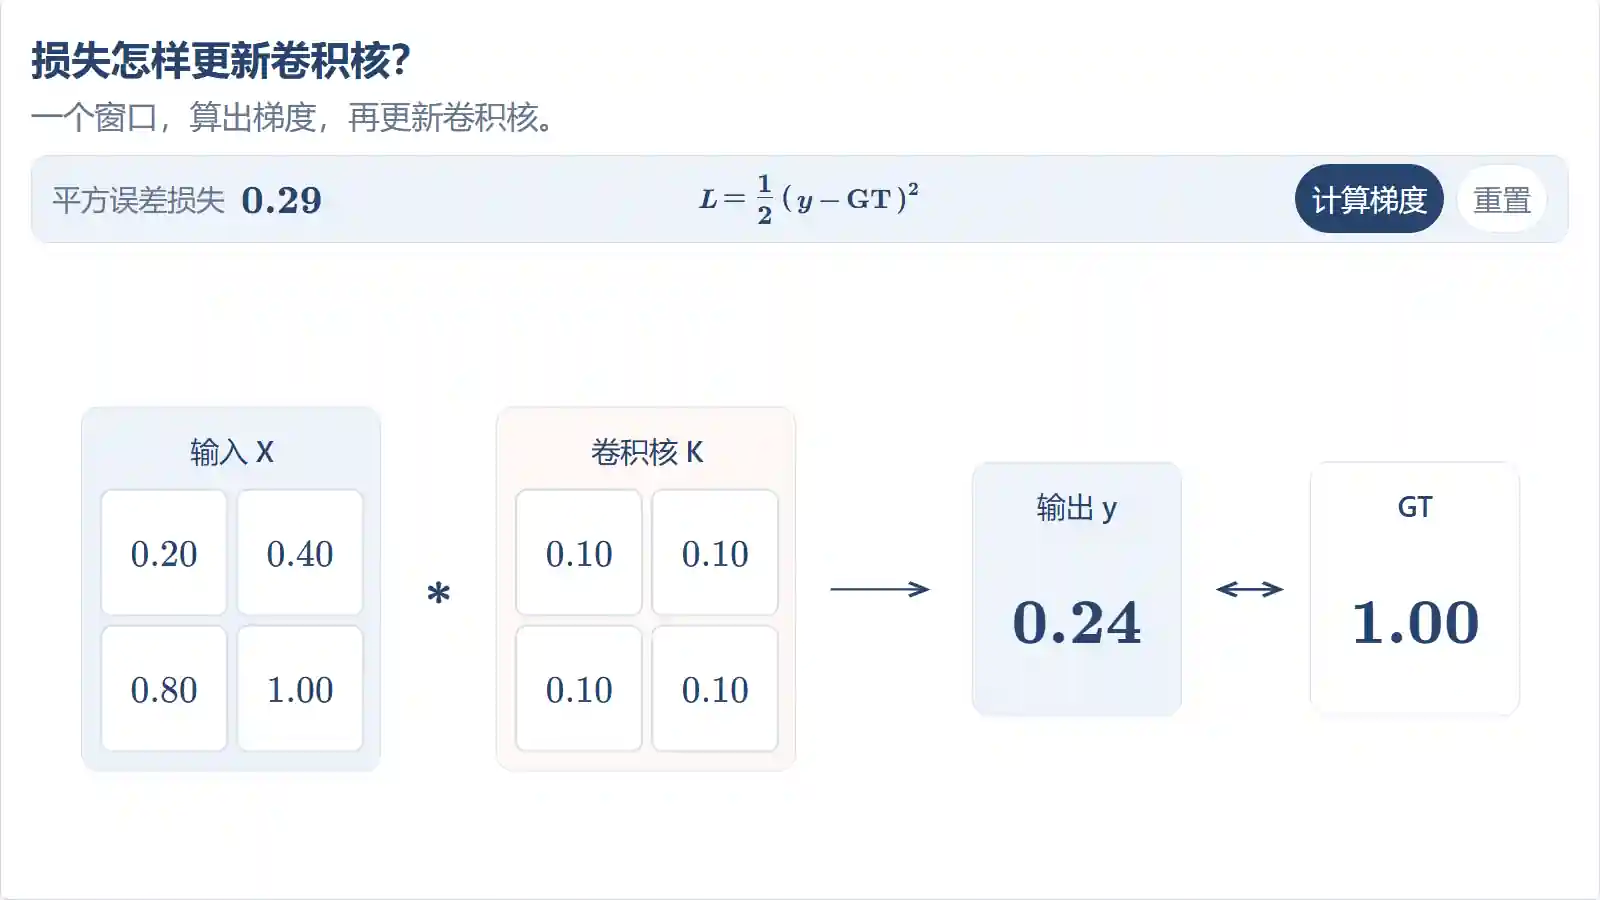 损失怎样更新卷积核?
一个窗口，算出梯度，再更新卷积核。
平方误差损失 0.29
L = 1/2 (y − GT)²
计算梯度
重置
输入 X
0.20 0.40
0.80 1.00
*
卷积核 K
0.10 0.10
0.10 0.10
输出 y
0.24
GT
1.00